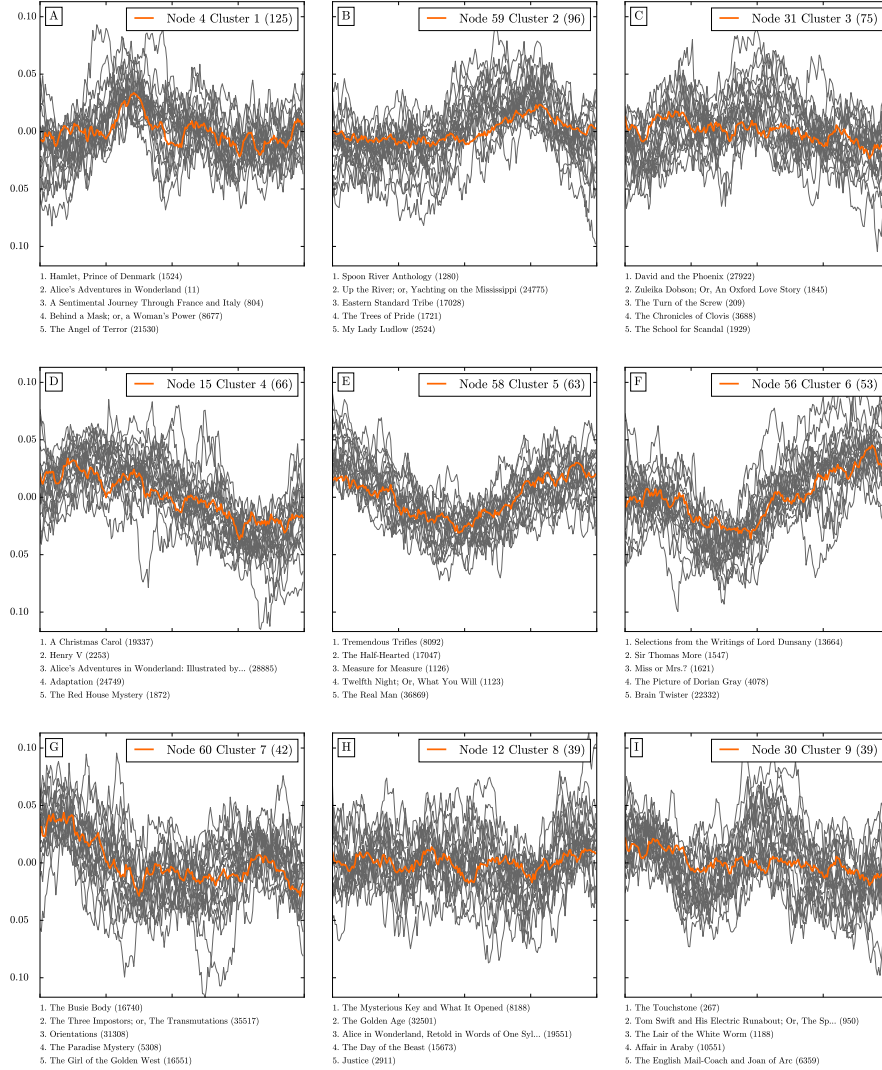 A Node 4 Cluster 1 (125)
B Node 59 Cluster 2 (96)
C Node 31 Cluster 3 (75)
0.10
0.05
0.00
0.05
0.10
1. Hamlet, Prince of Denmark (1524)
2. Alice's Adventures in Wonderland (11)
3. A Sentimental Journey Through France and Italy (804)
4. Behind a Mask; or, a Woman's Power (8677)
5. The Angel of Terror (21530)
1. Spoon River Anthology (1280)
2. Up the River; or, Yachting on the Mississippi (24775)
3. Eastern Standard Tribe (17028)
4. The Trees of Pride (1721)
5. My Lady Ludlow (2524)
1. David and the Phoenix (27922)
2. Zuleika Dobson; Or, An Oxford Love Story (1845)
3. The Turn of the Screw (209)
4. The Chronicles of Clovis (3688)
5. The School for Scandal (1929)
D Node 15 Cluster 4 (66)
E Node 58 Cluster 5 (63)
F Node 56 Cluster 6 (53)
0.10
0.05
0.00
0.05
0.10
1. A Christmas Carol (19337)
2. Henry V (2253)
3. Alice's Adventures in Wonderland: Illustrated by... (28885)
4. Adaptation (24749)
5. The Red House Mystery (1872)
1. Tremendous Trifles (8092)
2. The Half-Hearted (17047)
3. Measure for Measure (1126)
4. Twelfth Night; Or, What You Will (1123)
5. The Real Man (36869)
1. Selections from the Writings of Lord Dunsany (13664)
2. Sir Thomas More (1547)
3. Miss or Mrs.? (1621)
4. The Picture of Dorian Gray (4078)
5. Brain Twister (22332)
G Node 60 Cluster 7 (42)
H Node 12 Cluster 8 (39)
I Node 30 Cluster 9 (39)
0.10
0.05
0.00
0.05
0.10
1. The Busie Body (16740)
2. The Three Impostors; or, The Transmutations (35517)
3. Orientations (31308)
4. The Paradise Mystery (5308)
5. The Girl of the Golden West (16551)
1. The Mysterious Key and What It Opened (8188)
2. The Golden Age (32501)
3. Alice in Wonderland, Retold in Words of One Syl... (19551)
4. The Day of the Beast (15673)
5. Justice (2911)
1. The Touchstone (267)
2. Tom Swift and His Electric Runabout; Or, The Sp... (950)
3. The Lair of the White Worm (1188)
4. Affair in Araby (10551)
5. The English Mail-Coach and Joan of Arc (6359)